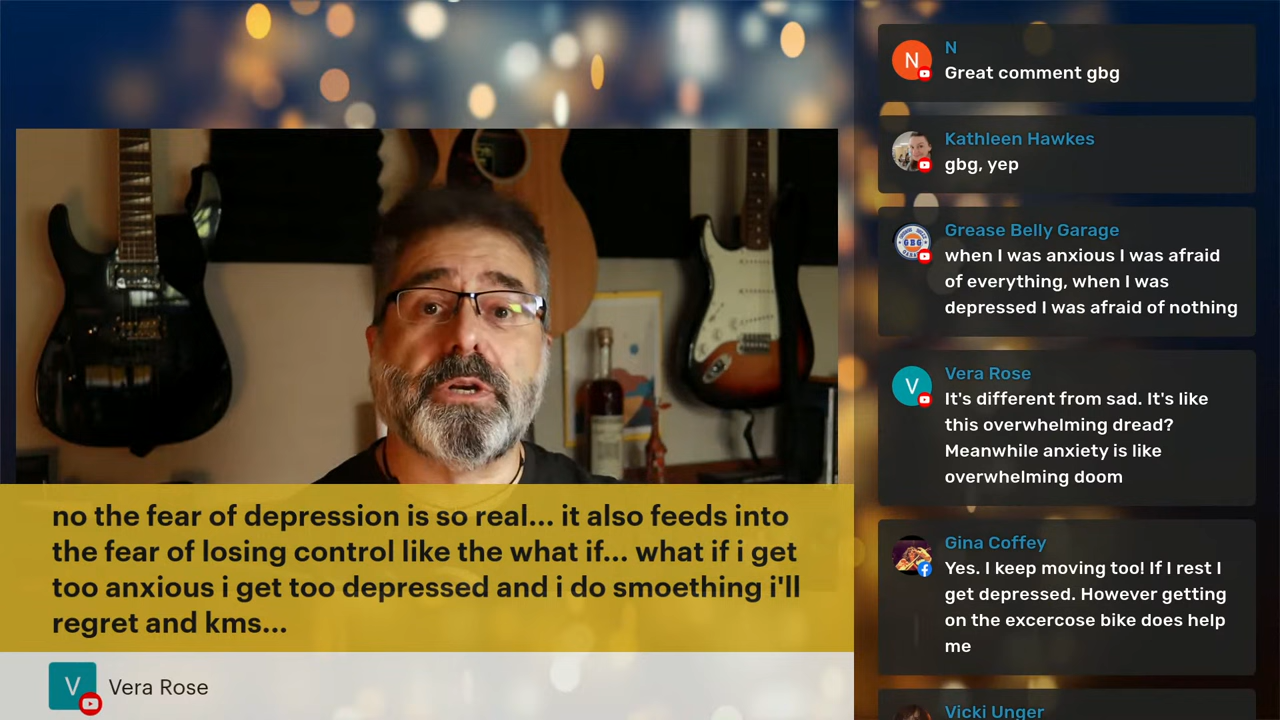 no the fear of depression is so real... it also feeds into
the fear of losing control like the what if... what if i get
too anxious i get too depressed and i do smoething i'll
regret and kms...
V
Vera Rose
N
N
Great comment gbg
Kathleen Hawkes
gbg, yep
GBG
Grease Belly Garage
when I was anxious I was afraid
of everything, when I was
depressed I was afraid of nothing
V
Vera Rose
It's different from sad. It's like
this overwhelming dread?
Meanwhile anxiety is like
overwhelming doom
Gina Coffey
Yes. I keep moving too! If I rest I
get depressed. However getting
on the excercose bike does help
me
Vicki Unger